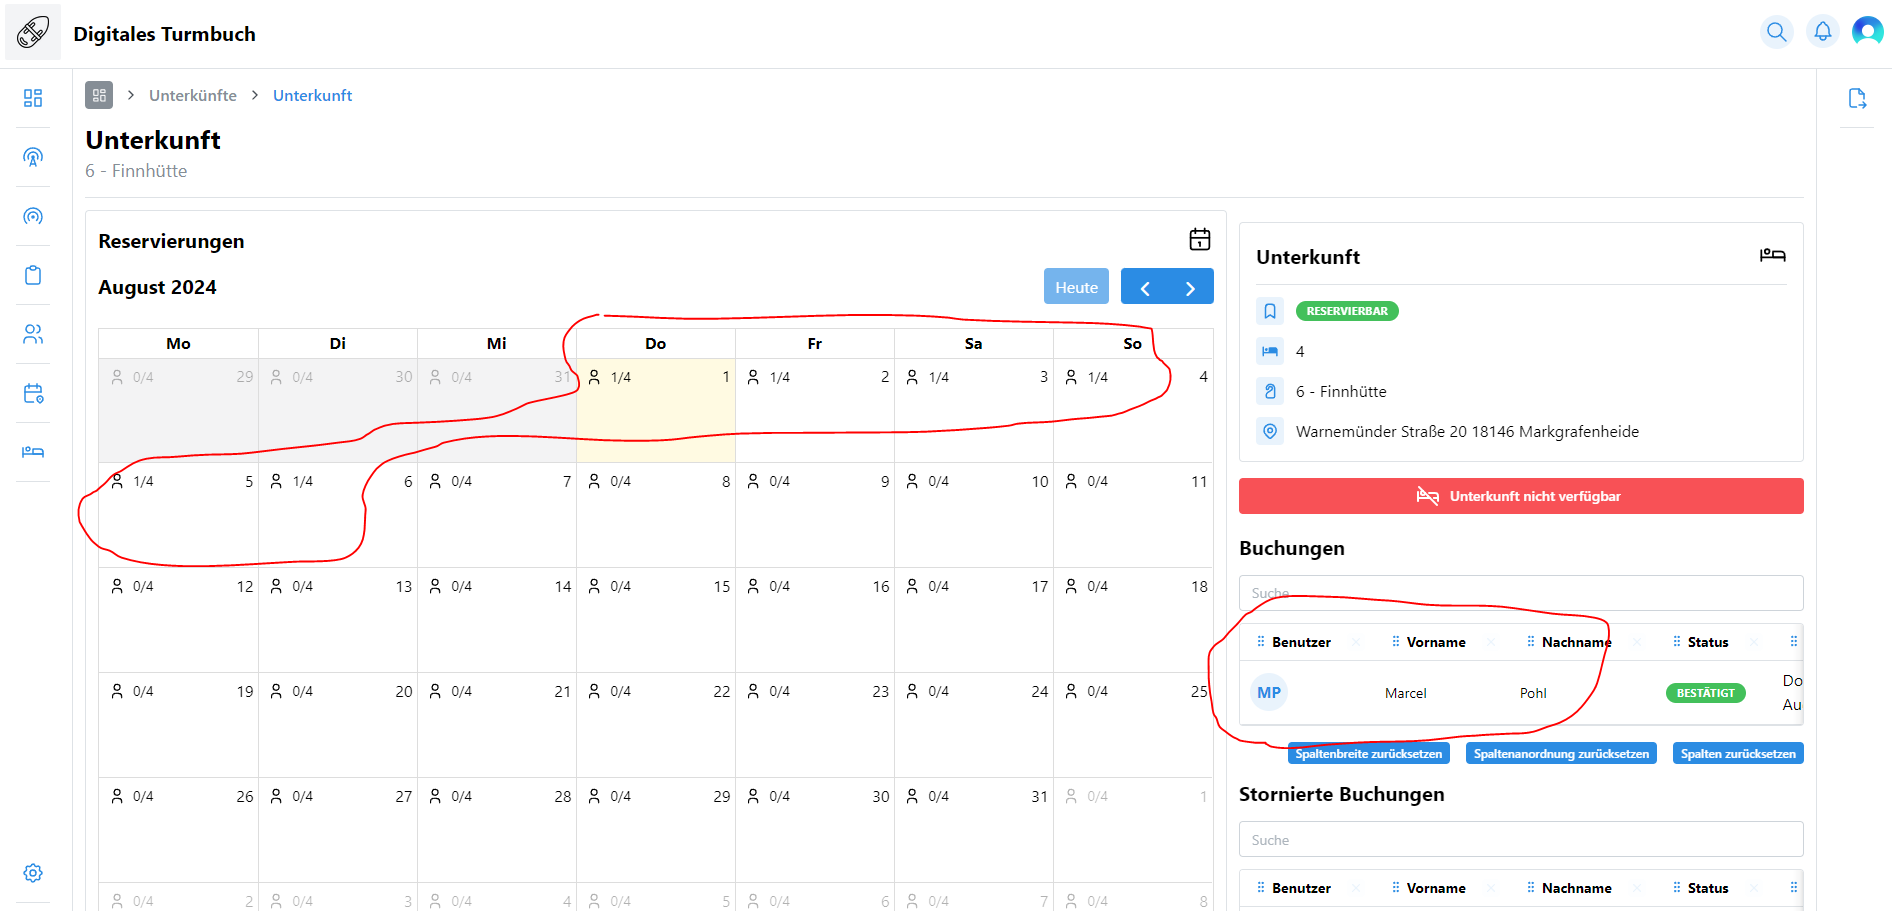 Digitales Turmbuch
Unterkünfte
Unterkunft
Unterkunft
6 - Finnhütte
Reservierungen
August 2024
Heute
Mo Di Mi Do Fr Sa So
0/4 29 0/4 30 0/4 31 1/4 1 1/4 2 1/4 3 1/4 4
1/4 5 1/4 6 0/4 7 0/4 8 0/4 9 0/4 10 0/4 11
0/4 12 0/4 13 0/4 14 0/4 15 0/4 16 0/4 17 0/4 18
0/4 19 0/4 20 0/4 21 0/4 22 0/4 23 0/4 24 0/4 25
0/4 26 0/4 27 0/4 28 0/4 29 0/4 30 0/4 31 0/4 1
0/4 2 0/4 3 0/4 4 0/4 5 0/4 6 0/4 7 0/4 8
Unterkunft
RESERVIERBAR
4
6 - Finnhütte
Warnemünder Straße 20 18146 Markgrafenheide
Unterkunft nicht verfügbar
Buchungen
Suche
Benutzer Vorname Nachname Status
MP Marcel Pohl BESTÄTIGT Do
Au
Spaltenbreite zurücksetzen Spaltenanordnung zurücksetzen Spalten zurücksetzen
Stornierte Buchungen
Suche
Benutzer Vorname Nachname Status